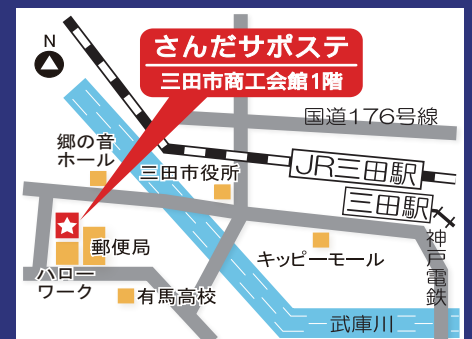 N
さんだサポステ
三田市商工会館1階
国道176号線
郷の音
ホール
三田市役所
JR三田駅
三田駅
神戸電鉄
郵便局
キッピーモール
ハロー
ワーク
有馬高校
武庫川